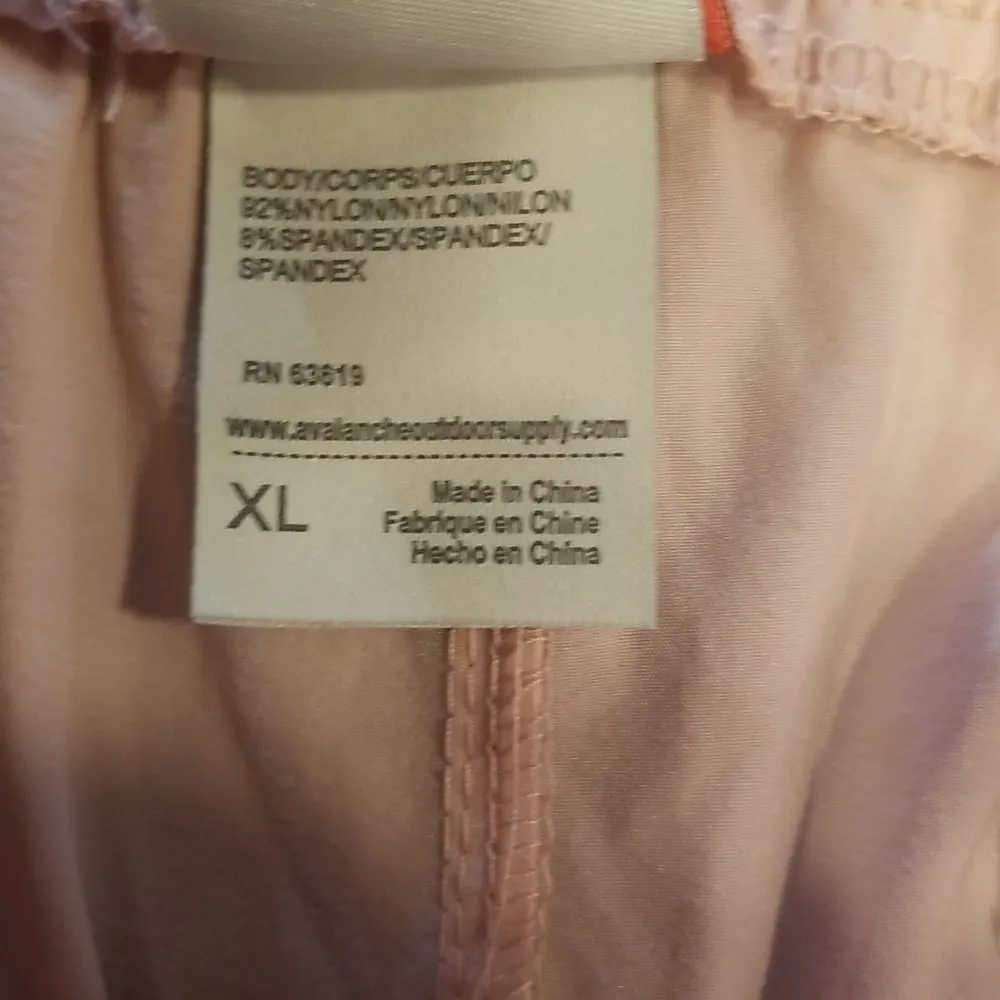 BODY/CORPS/CUERPO
92%NYLON/NYLON/NILON
8%SPANDEX/SPANDEX/
SPANDEX
RN 63619
www.avalancheoutdoorsupply.com
XL
Made in China
Fabrique en Chine
Hecho en China